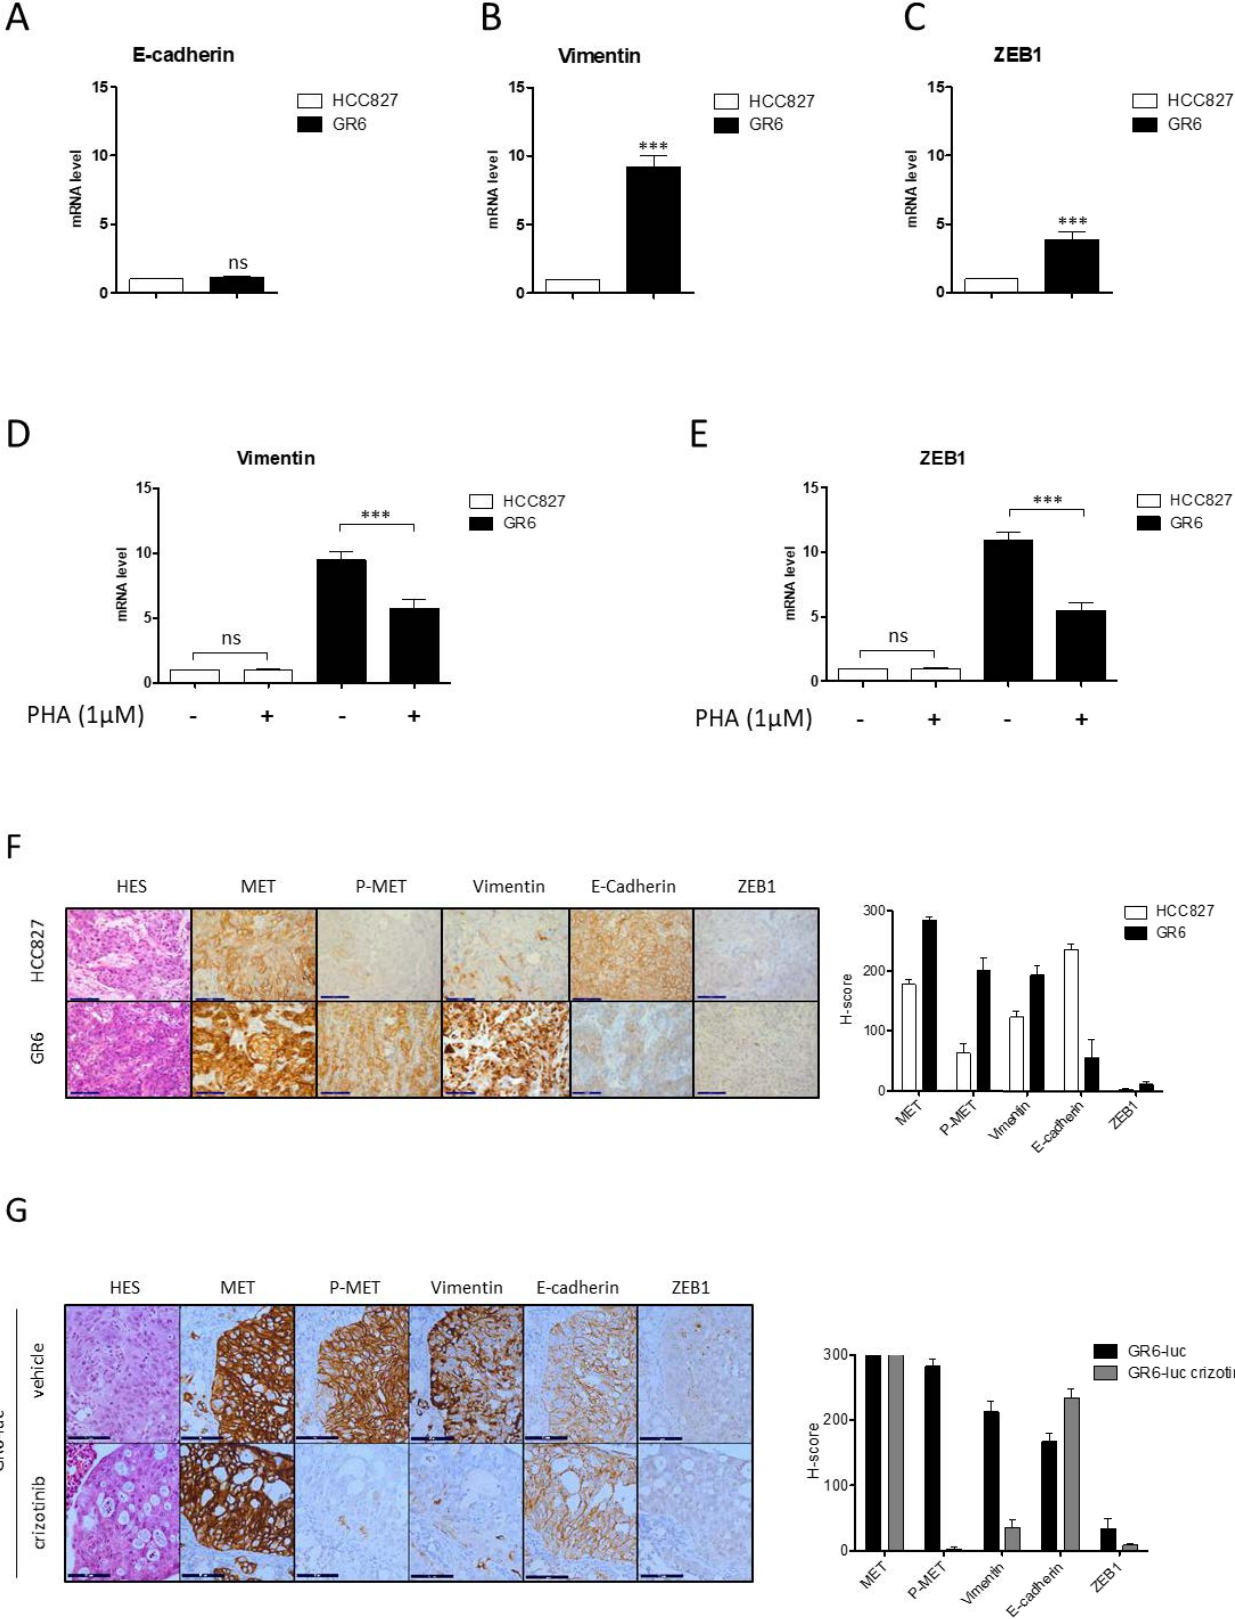 A
B
C
E-cadherin
Vimentin
ZEB1
15
10
5
0
mRNA level
ns
HCC827
GR6
15
10
5
0
mRNA level
***
HCC827
GR6
15
10
5
0
mRNA level
***
HCC827
GR6
D
E
Vimentin
15
10
5
0
mRNA level
ns
***
HCC827
GR6
PHA (1µM)
- + - +
ZEB1
15
10
5
0
mRNA level
ns
***
HCC827
GR6
PHA (1µM)
- + - +
F
HES MET P-MET Vimentin E-Cadherin ZEB1
HCC827
GR6
300
200
100
0
H-score
HCC827
GR6
MET
P-MET
Vimentin
E-cadherin
ZEB1
G
HES MET P-MET Vimentin E-cadherin ZEB1
vehicle
crizotinib
300
200
100
0
H-score
GR6-luc
GR6-luc crizoti
MET
P-MET
Vimentin
E-cadherin
ZEB1